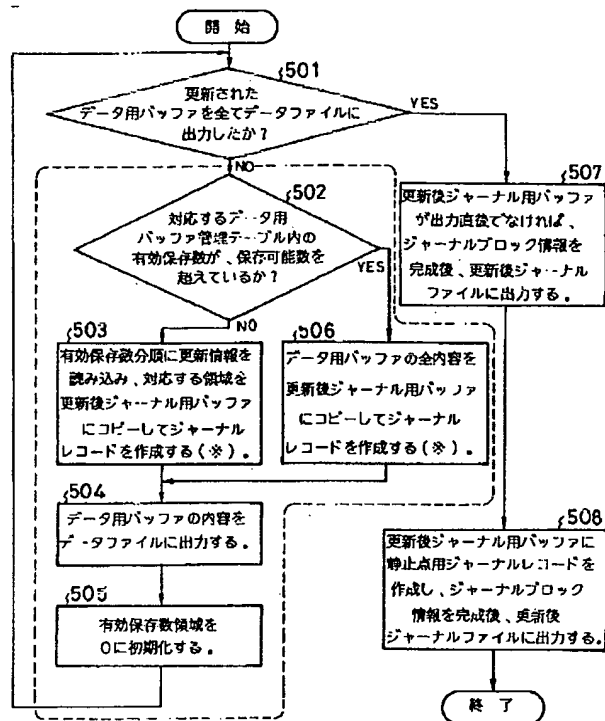 開始
501
更新された
データ用バッファを全てデータファイルに
出力したか?
YES
NO
502
対応するデータ用
バッファ管理テーブル内の
有効保存数が、保存可能数を
超えているか?
YES
NO
503
有効保存数分順に更新情報を
読み込み、対応する領域を
更新後ジャーナル用バッファ
にコピーしてジャーナル
レコードを作成する(※)。
506
データ用バッファの全内容を
更新後ジャーナル用バッファ
にコピーしてジャーナル
レコードを作成する(※)。
504
データ用バッファの内容を
データファイルに出力する。
505
有効保存数領域を
0に初期化する。
507
更新後ジャーナル用バッファ
が出力直後でなければ、
ジャーナルブロック情報を
完成後、更新後ジャーナル
ファイルに出力する。
508
更新後ジャーナル用バッファに
静止点用ジャーナルレコードを
作成し、ジャーナルブロック
情報を完成後、更新後
ジャーナルファイルに出力する。
終了